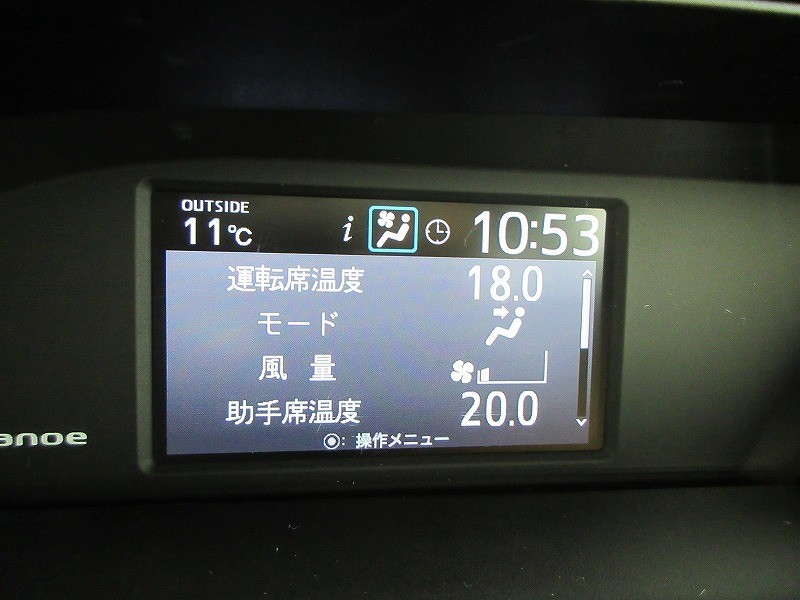 OUTSIDE
11℃ i 10:53
運転席温度 18.0
モード
風 量
助手席温度 20.0
: 操作メニュー
anoe